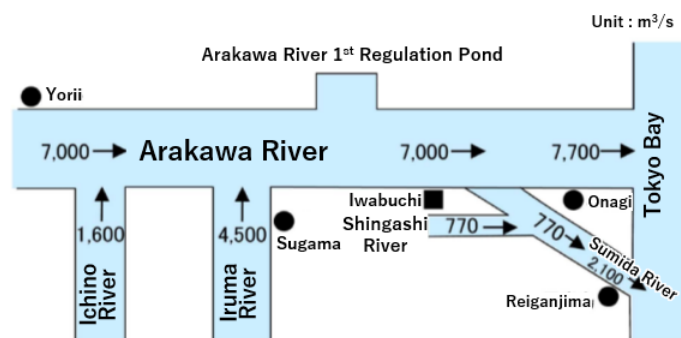 Unit : m³/s
Arakawa River 1st Regulation Pond
Yorii
7,000
Arakawa River
7,000
7,700
Tokyo Bay
1,600
Ichino
River
4,500
Iruma
River
Sugama
Iwabuchi
Shingashi
River
770
Onagi
770
Sumida River
2,100
Reiganjima